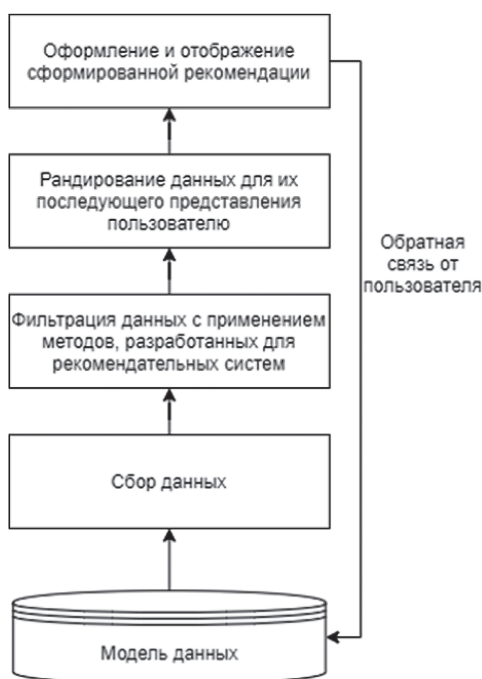 Оформление и отображение
сформированной рекомендации
Рандирование данных для их
последующего представления
пользователю
Обратная
связь от
пользователя
Фильтрация данных с применением
методов, разработанных для
рекомендательных систем
Сбор данных
Модель данных